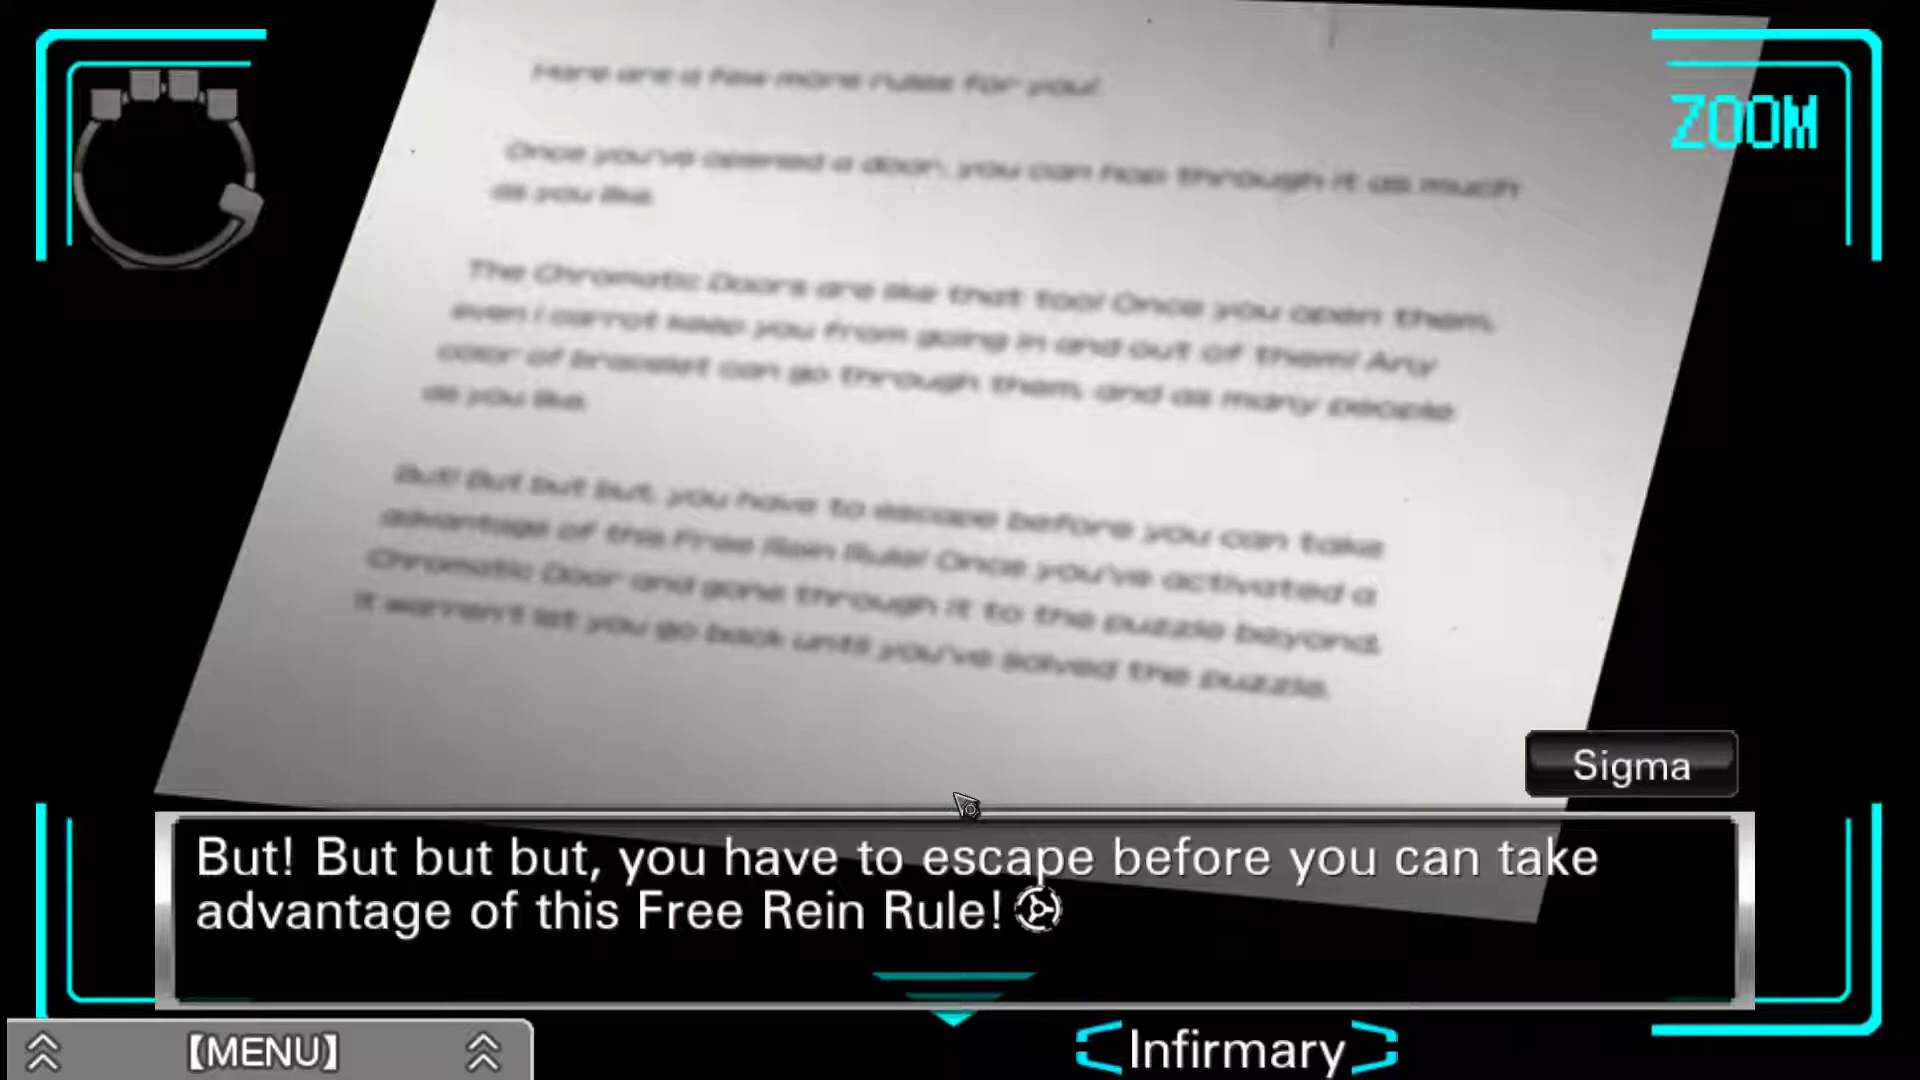 ZOOM
Here are a few more rules for you!
Once you've opened a door, you can hop through it as much
as you like.
The Chromatic Doors are like that too! Once you open them,
even I carrot keep you from going in and out of them! Any
color of bracelet can go through them, and as many people
as you like.
But! But but but, you have to escape before you can take
advantage of this Free Rein Rule! Once you've activated a
Chromatic Door and gone through it to the puzzle beyond,
it warren't let you go back until you've solved the puzzle.
Sigma
But! But but but, you have to escape before you can take
advantage of this Free Rein Rule!
【MENU】
Infirmary